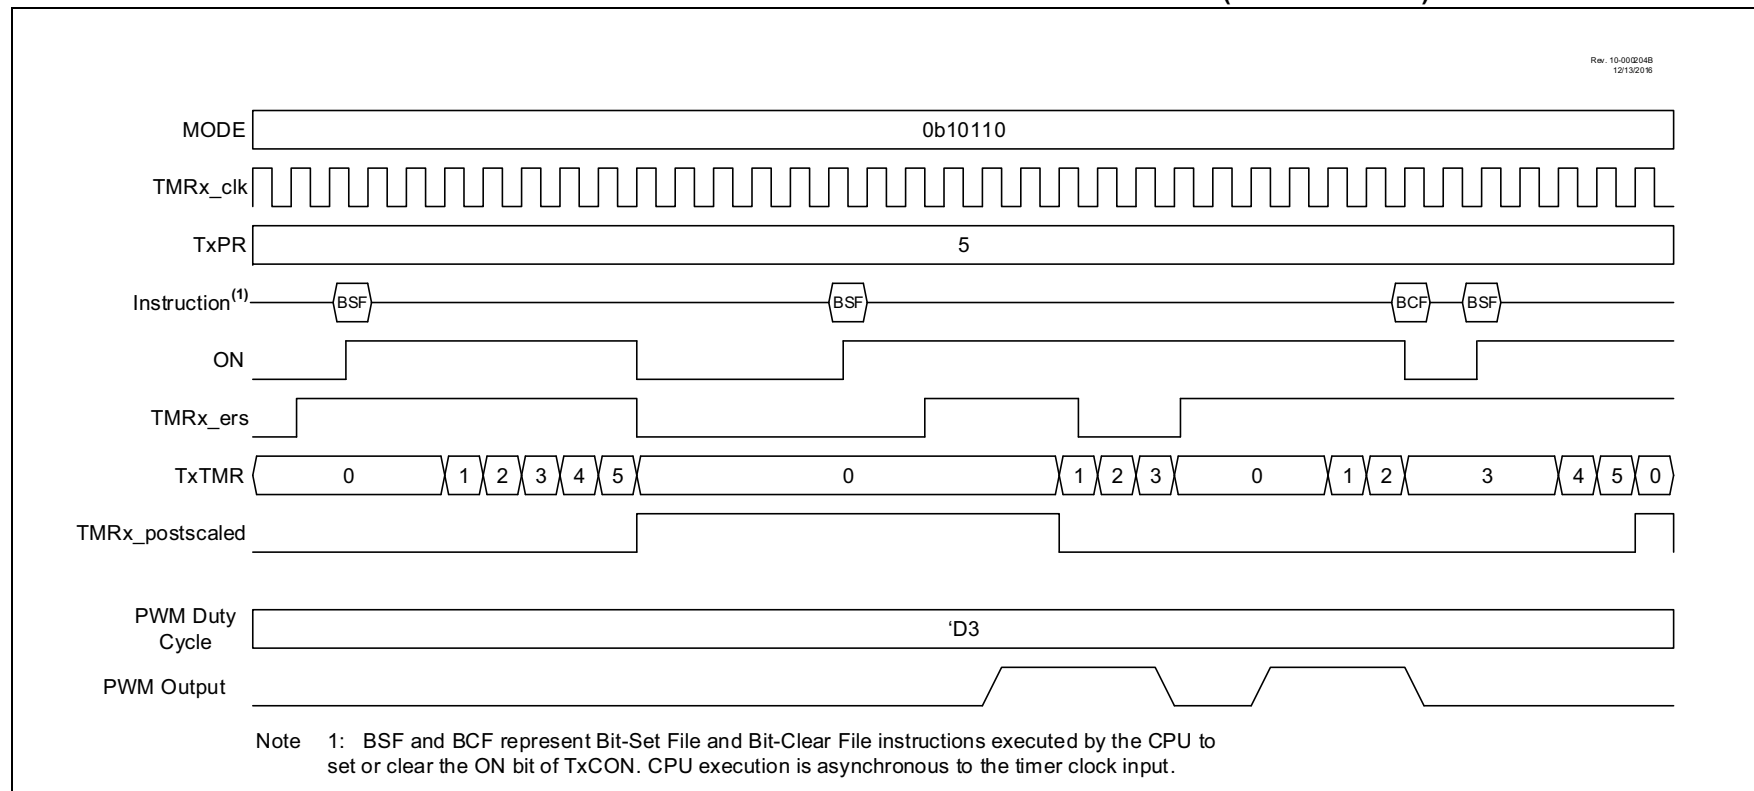 Rev. 10-000204B
12/13/2016
MODE 0b10110
TMRx_clk
TxPR 5
Instruction(1) BSF BSF BCF BSF
ON
TMRx_ers
TxTMR 0 1 2 3 4 5 0 1 2 3 0 1 2 3 4 5 0
TMRx_postscaled
PWM Duty
Cycle
‘D3
PWM Output
Note 1: BSF and BCF represent Bit-Set File and Bit-Clear File instructions executed by the CPU to
set or clear the ON bit of TxCON. CPU execution is asynchronous to the timer clock input.